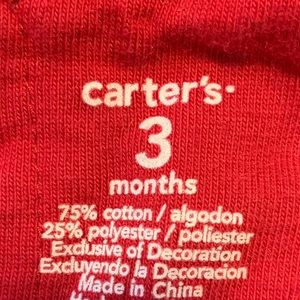 carter's.
3
months
75% cotton / algodon
25% polyester / poliester
Exclusive of Decoration
Excluyendo la Decoracion
Made in China